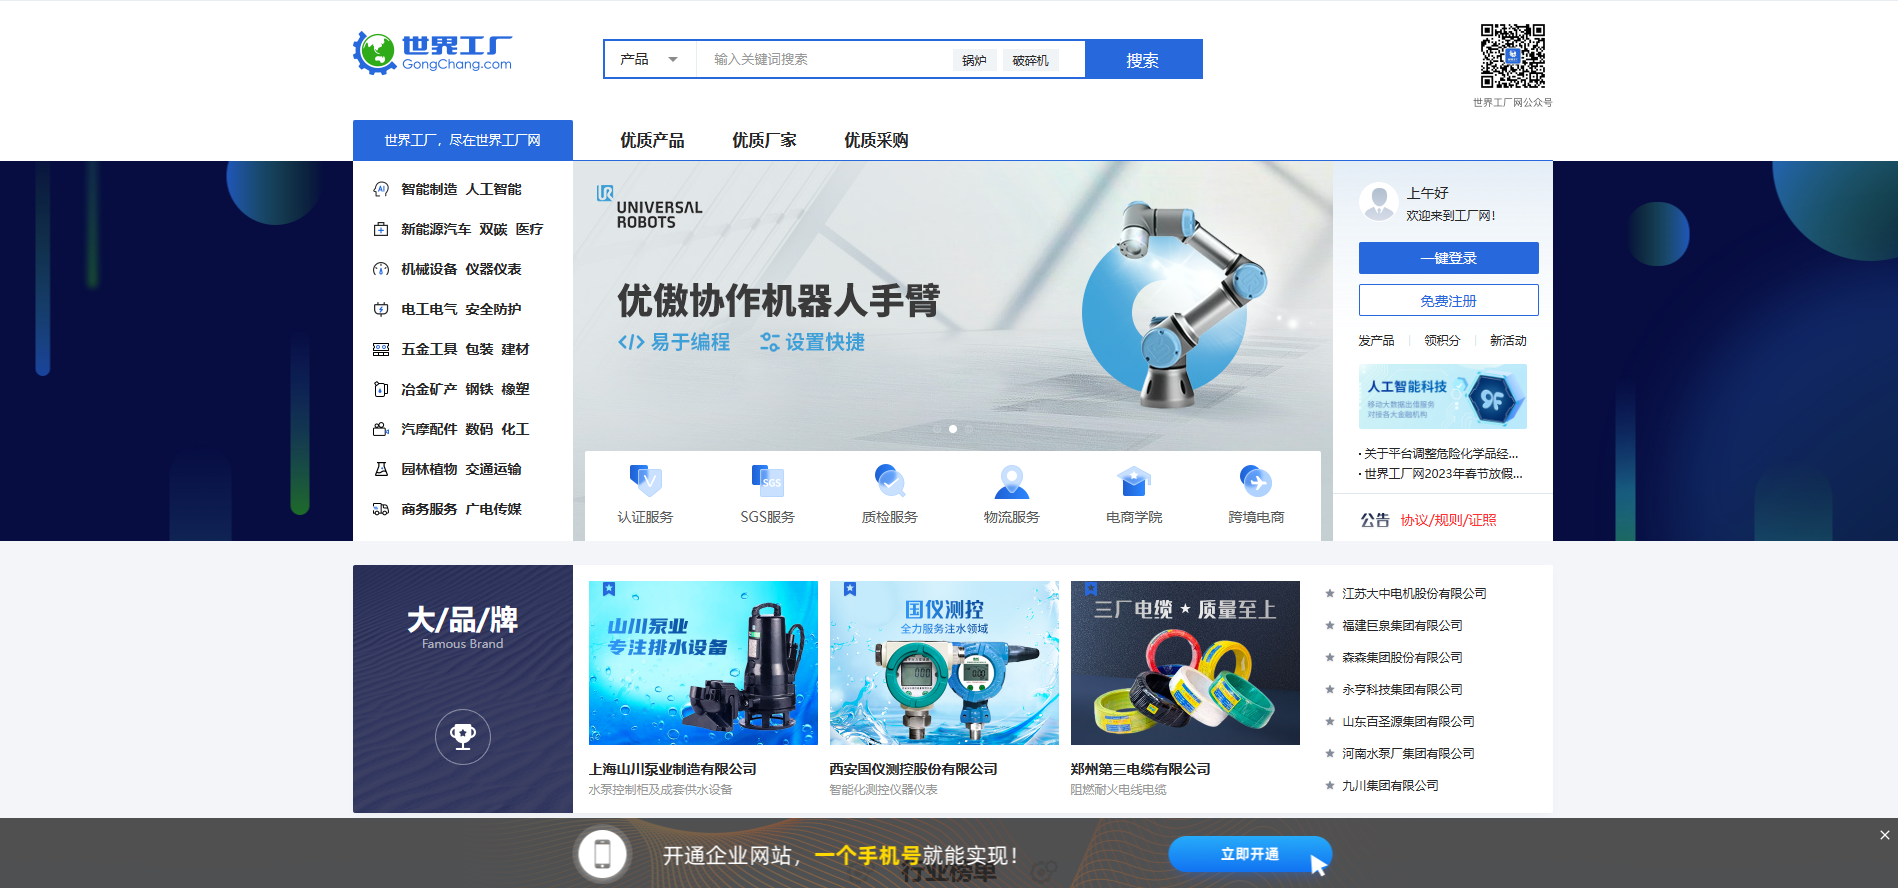 世界工厂
GongChang.com
产品
输入关键词搜索
锅炉
破碎机
搜索
世界工厂网公众号
世界工厂，尽在世界工厂网
优质产品
优质厂家
优质采购
智能制造 人工智能
新能源汽车 双碳 医疗
机械设备 仪器仪表
电工电气 安全防护
五金工具 包装 建材
冶金矿产 钢铁 橡塑
汽摩配件 数码 化工
园林植物 交通运输
商务服务 广电传媒
UR
UNIVERSAL
ROBOTS
优傲协作机器人手臂
</> 易于编程 设置快捷
认证服务
SGS
SGS服务
质检服务
物流服务
电商学院
跨境电商
上午好
欢迎来到工厂网！
一键登录
免费注册
发产品
领积分
新活动
人工智能科技
移动大数据出借服务
对接各大金融机构
9F
· 关于平台调整危险化学品经...
· 世界工厂网2023年春节放假...
公告 协议/规则/证照
大/品/牌
Famous Brand
山川泵业
专注排水设备
上海山川泵业制造有限公司
水泵控制柜及成套供水设备
国仪测控
全力服务注水领域
西安国仪测控股份有限公司
智能化测控仪器仪表
三厂电缆 ★ 质量至上
郑州第三电缆有限公司
阻燃耐火电线电缆
江苏大中电机股份有限公司
福建巨泉集团有限公司
森森集团股份有限公司
永亨科技集团有限公司
山东百圣源集团有限公司
河南水泵厂集团有限公司
九川集团有限公司
开通企业网站，一个手机号就能实现！
立即开通
行业榜单